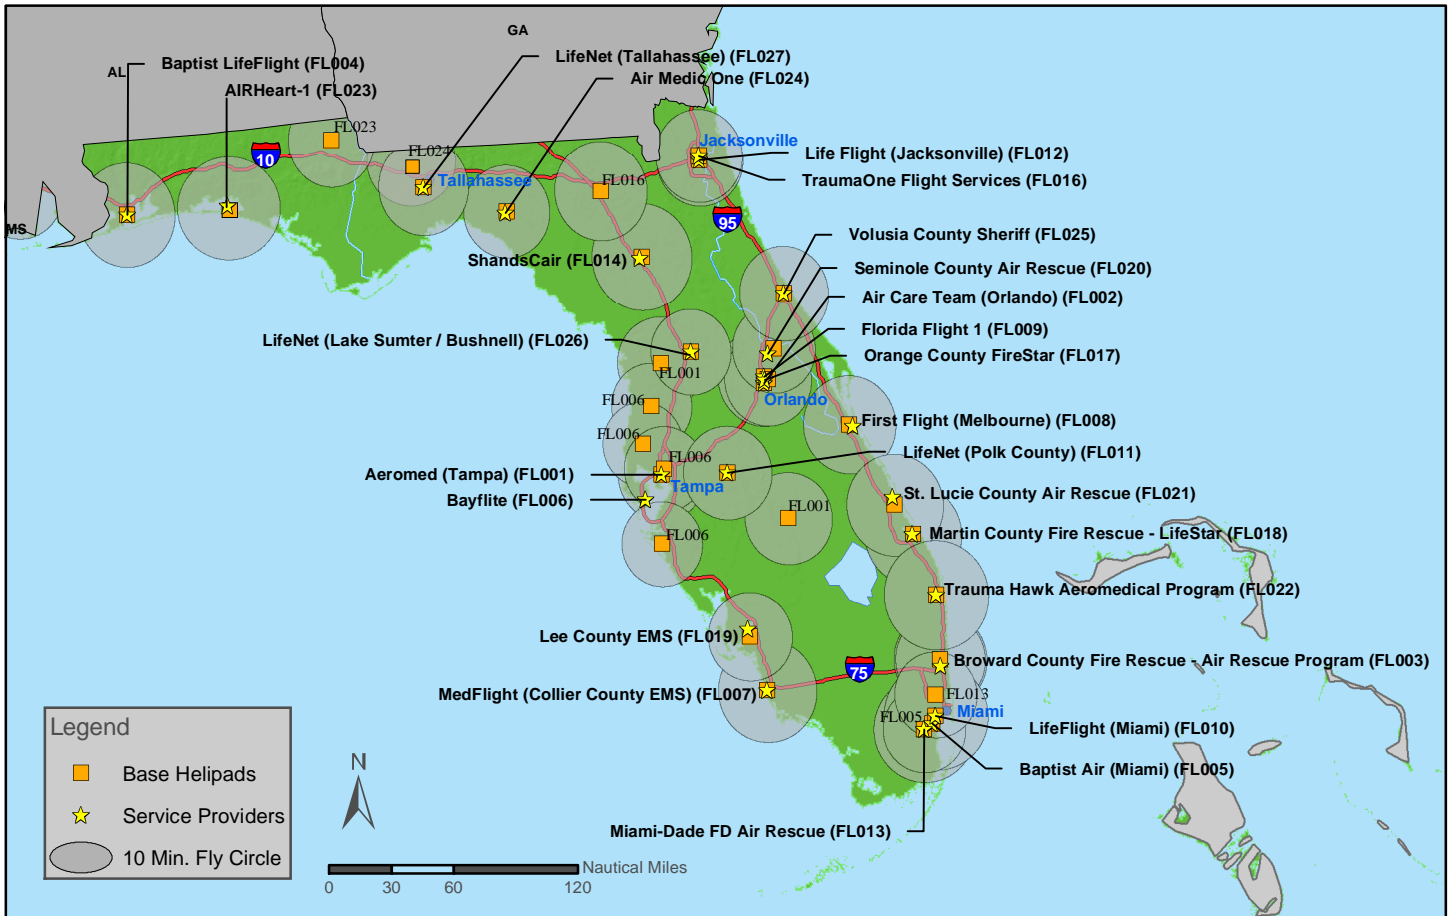 GA
AL
MS
Baptist LifeFlight (FL004)
AIRHeart-1 (FL023)
LifeNet (Tallahassee) (FL027)
Air Medic One (FL024)
FL023
10
FL024
Tallahassee
FL016
Jacksonville
Life Flight (Jacksonville) (FL012)
TraumaOne Flight Services (FL016)
95
Volusia County Sheriff (FL025)
ShandsCair (FL014)
Seminole County Air Rescue (FL020)
Air Care Team (Orlando) (FL002)
Florida Flight 1 (FL009)
LifeNet (Lake Sumter / Bushnell) (FL026)
Orange County FireStar (FL017)
FL001
FL006
Orlando
First Flight (Melbourne) (FL008)
FL006
LifeNet (Polk County) (FL011)
FL006
Aeromed (Tampa) (FL001)
Tampa
Bayflite (FL006)
St. Lucie County Air Rescue (FL021)
FL001
Martin County Fire Rescue - LifeStar (FL018)
FL006
Trauma Hawk Aeromedical Program (FL022)
Lee County EMS (FL019)
Broward County Fire Rescue - Air Rescue Program (FL003)
75
MedFlight (Collier County EMS) (FL007)
FL013
Miami
FL005
LifeFlight (Miami) (FL010)
Baptist Air (Miami) (FL005)
Miami-Dade FD Air Rescue (FL013)
Legend
Base Helipads
Service Providers
10 Min. Fly Circle
N
Nautical Miles
0 30 60 120